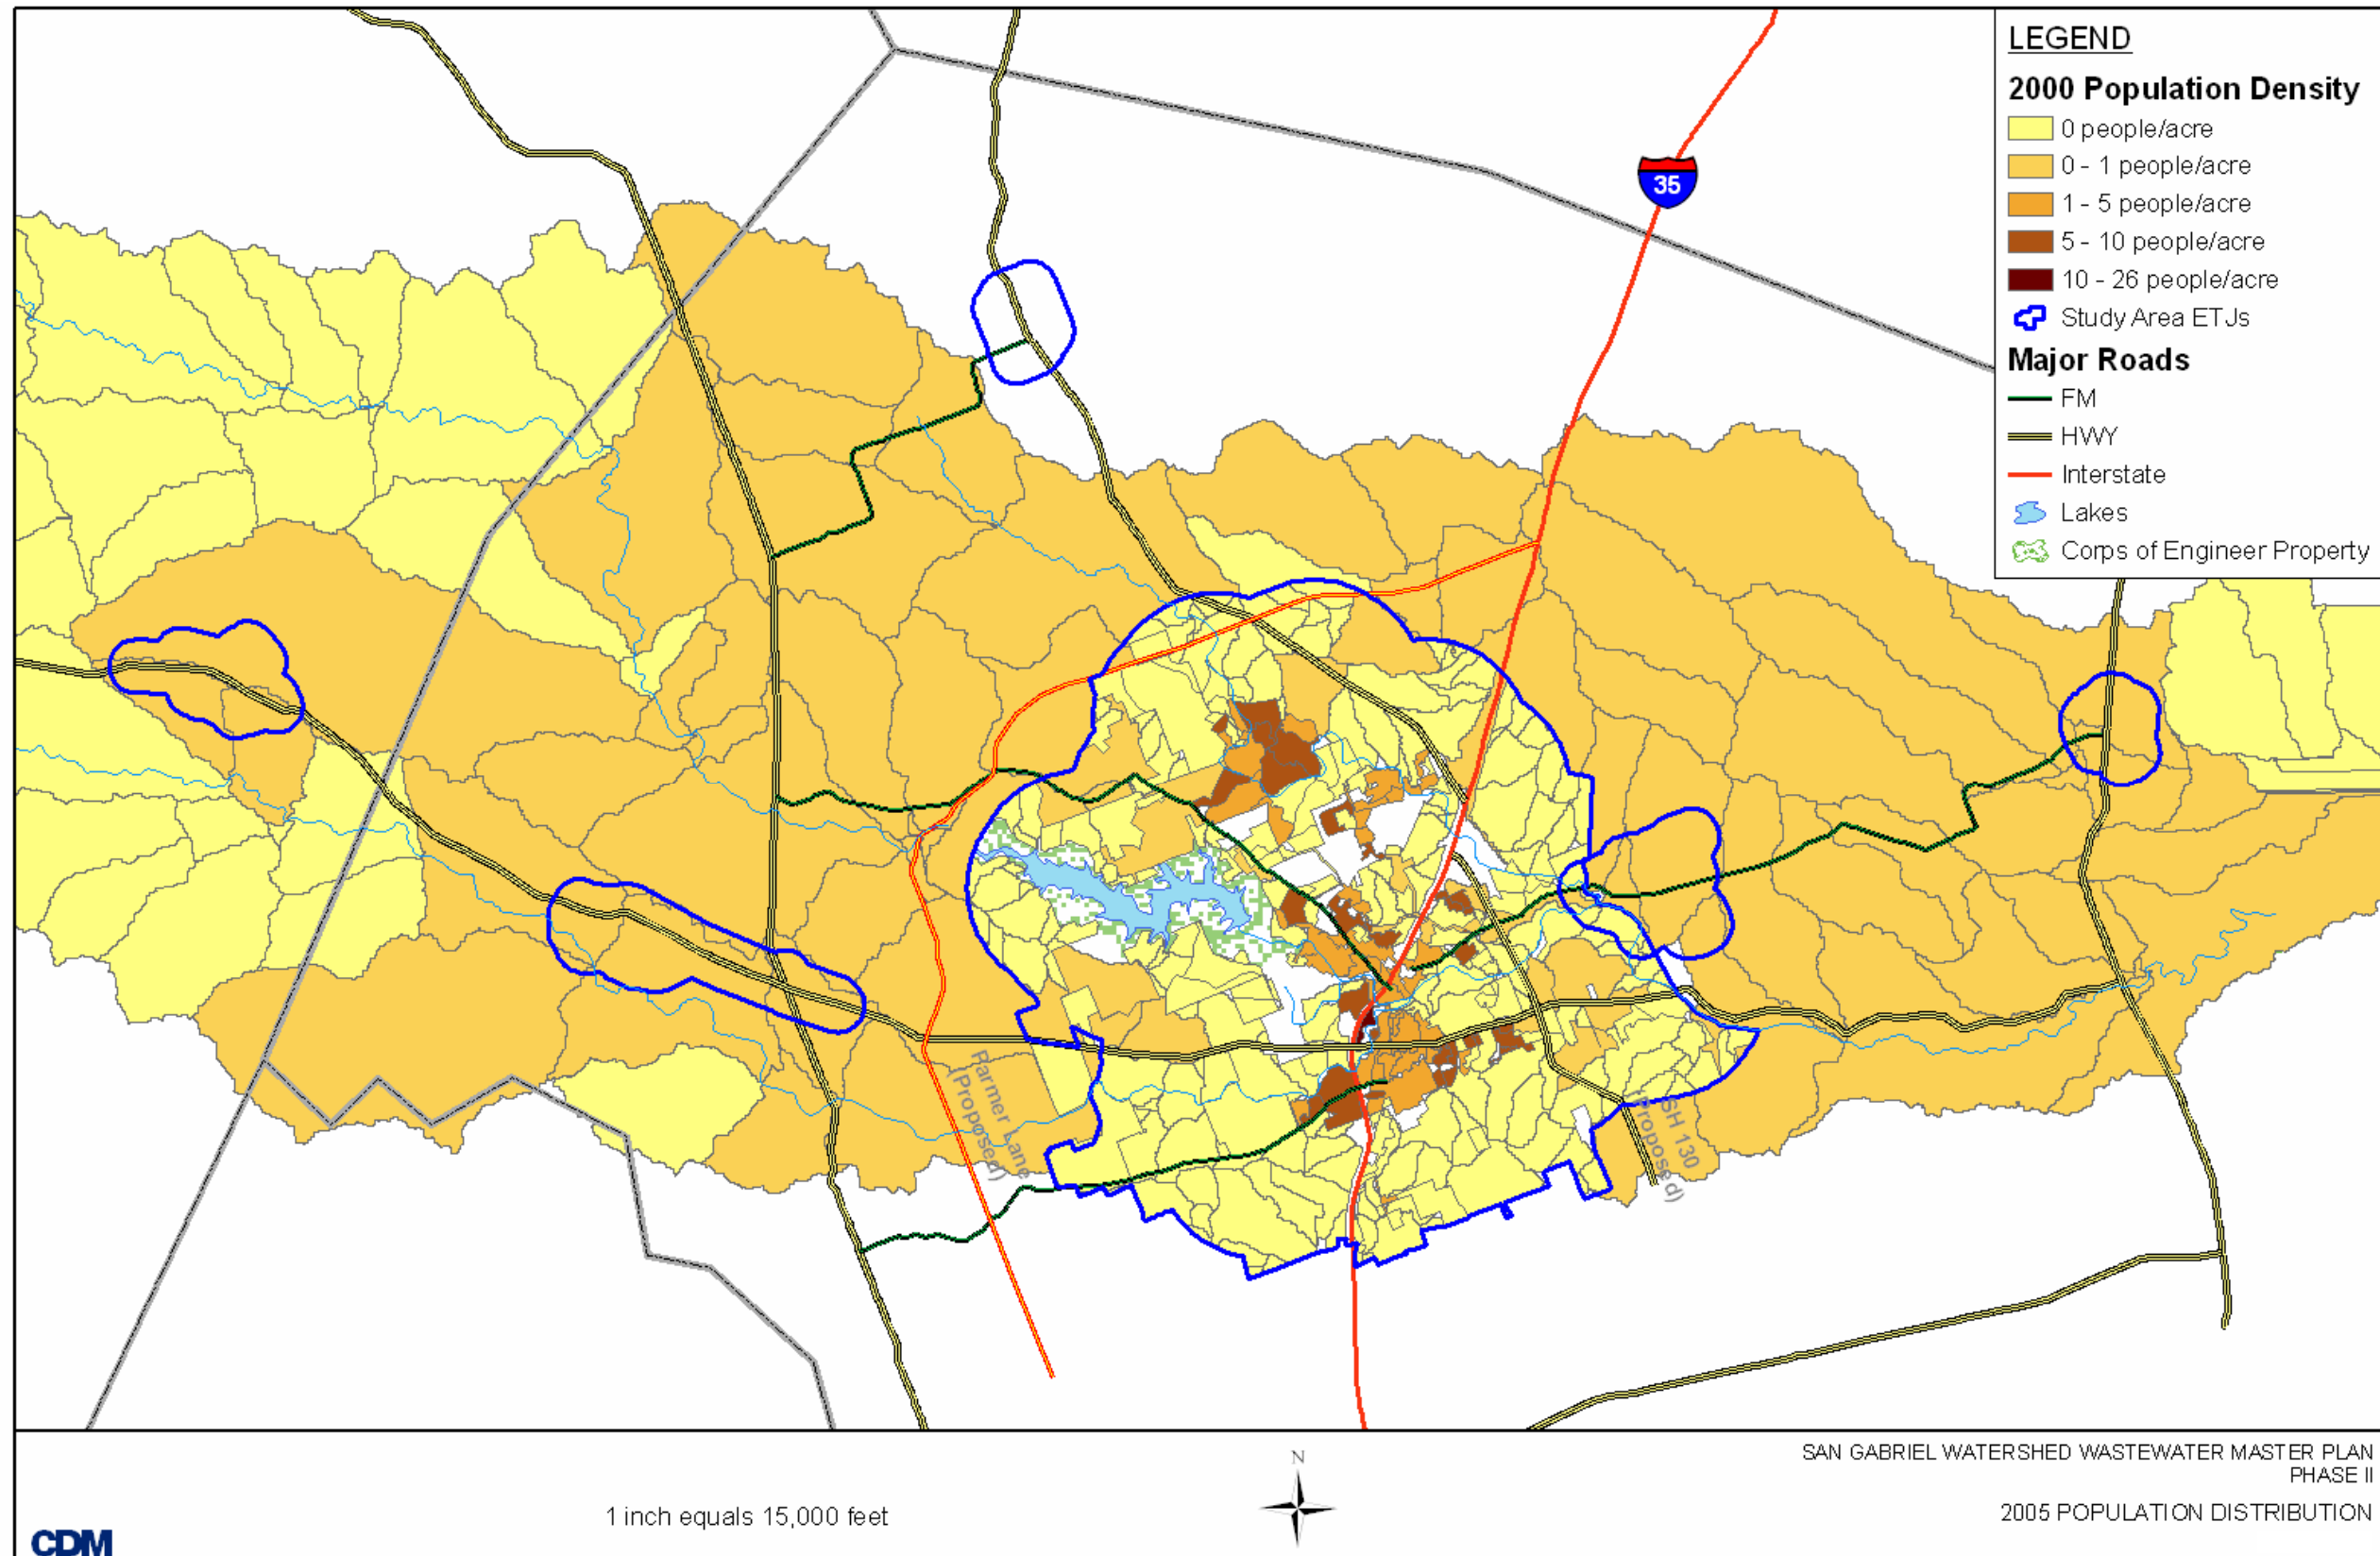 LEGEND
2000 Population Density
0 people/acre
0 - 1 people/acre
1 - 5 people/acre
5 - 10 people/acre
10 - 26 people/acre
Study Area ETJs
Major Roads
FM
HWY
Interstate
Lakes
Corps of Engineer Property
35
Parmer Lane
(Proposed)
SH 130
(Proposed)
N
SAN GABRIEL WATERSHED WASTEWATER MASTER PLAN
PHASE II
1 inch equals 15,000 feet
2005 POPULATION DISTRIBUTION
CDM